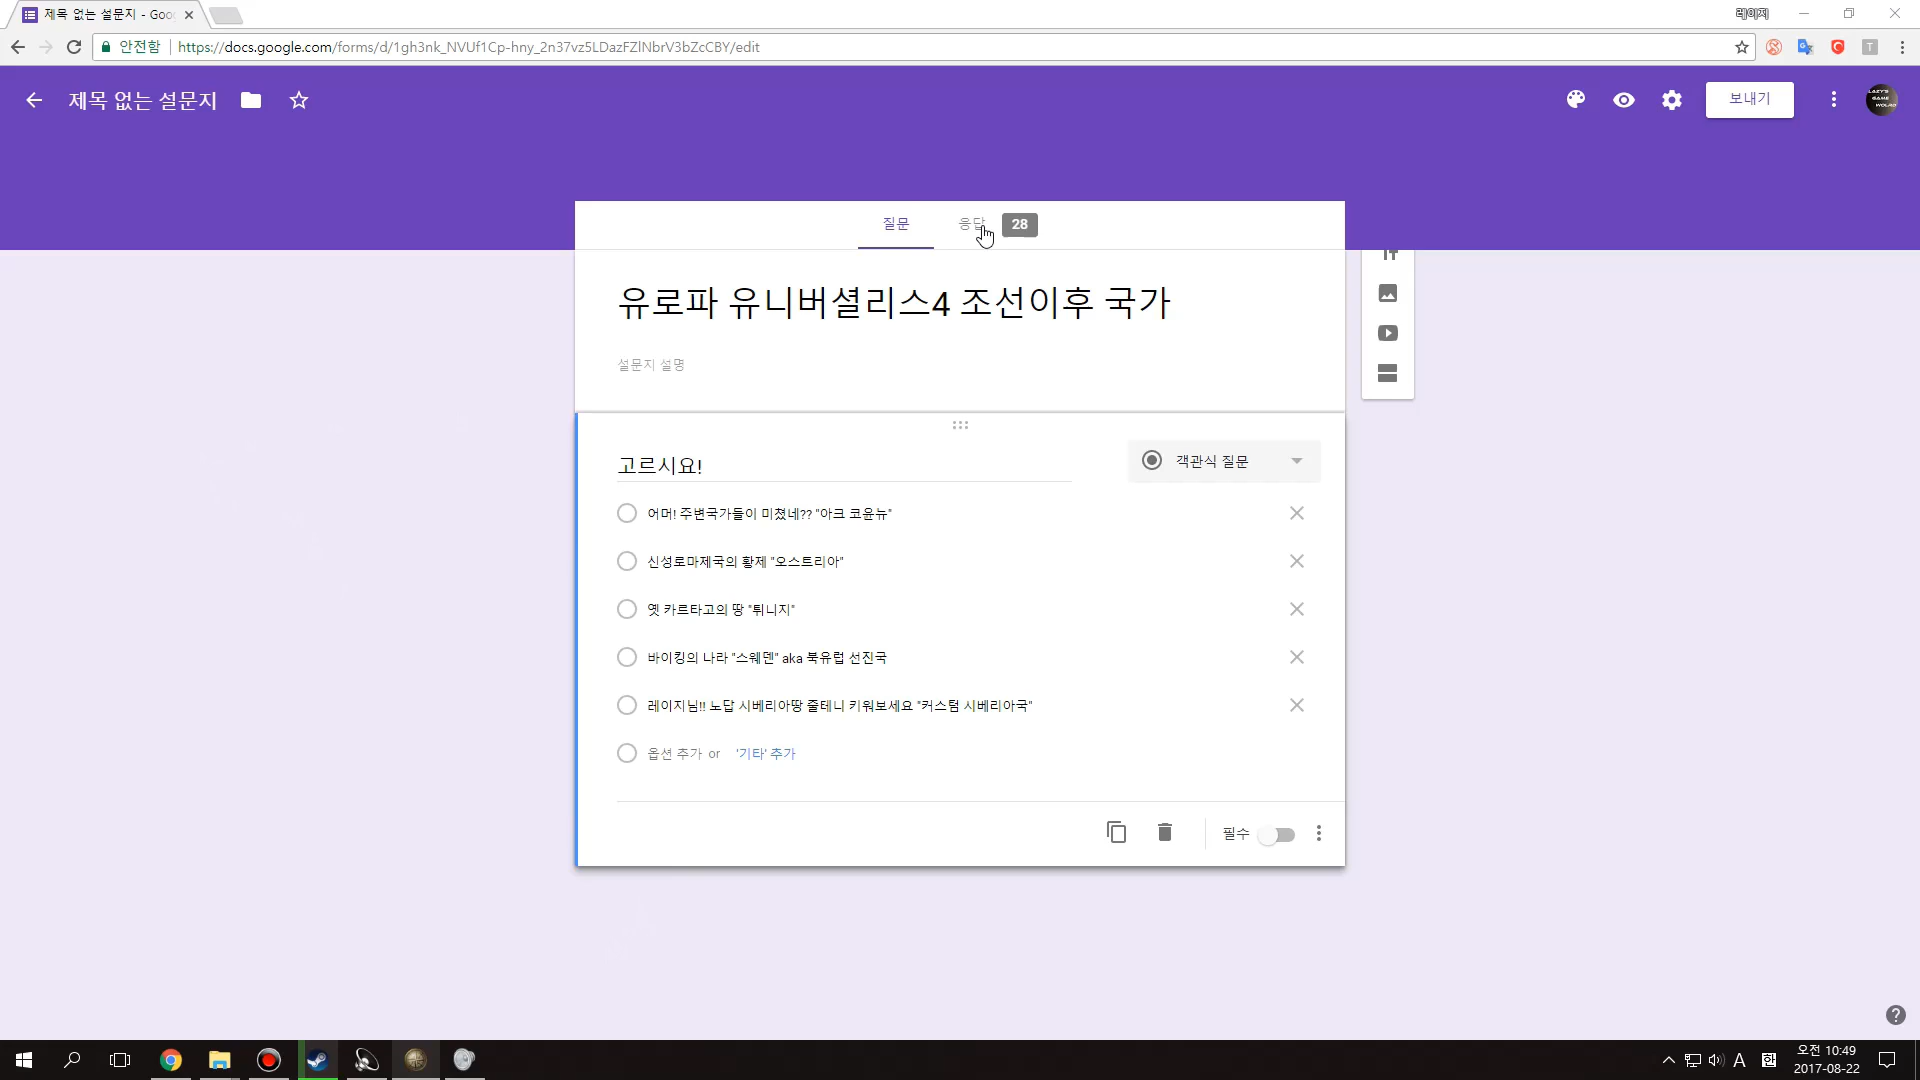 제목 없는 설문지 - Goo
레이지
안전함
https://docs.google.com/forms/d/1gh3nk_NVUf1Cp-hny_2n37vz5LDazFZlNbrV3bZcCBY/edit
제목 없는 설문지
보내기
LAZY'S
GAME
WOLRD
질문
응답
28
유로파 유니버셜리스4 조선이후 국가
설문지 설명
고르시요!
객관식 질문
어머! 주변국가들이 미쳤네?? "아크 코윤뉴"
신성로마제국의 황제 "오스트리아"
옛 카르타고의 땅 "튀니지"
바이킹의 나라 "스웨덴" aka 북유럽 선진국
레이지님!! 노답 시베리아땅 줄테니 키워보세요 "커스텀 시베리아국"
옵션 추가 or '기타' 추가
필수
A
한
오전 10:49
2017-08-22